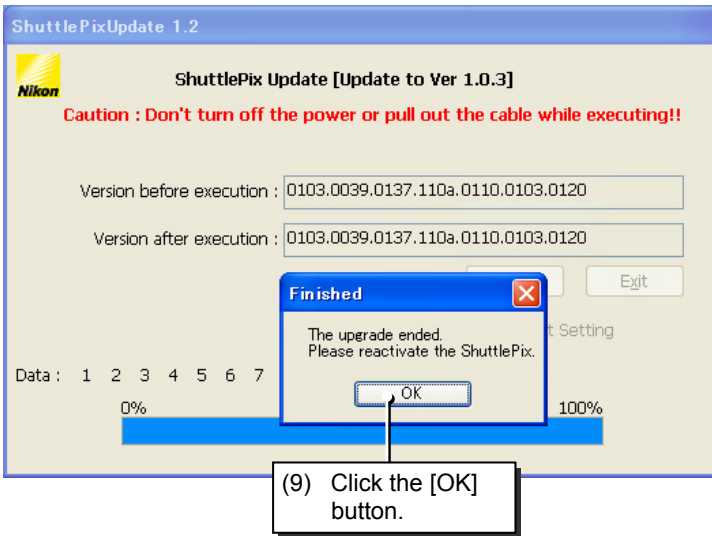 ShuttlePixUpdate 1.2
Nikon
ShuttlePix Update [Update to Ver 1.0.3]
Caution : Don't turn off the power or pull out the cable while executing!!
Version before execution : 0103.0039.0137.110a.0110.0103.0120
Version after execution : 0103.0039.0137.110a.0110.0103.0120
Exit
Finished
The upgrade ended.
Please reactivate the ShuttlePix.
Setting
OK
Data : 1 2 3 4 5 6 7
0% 100%
(9) Click the [OK]
button.